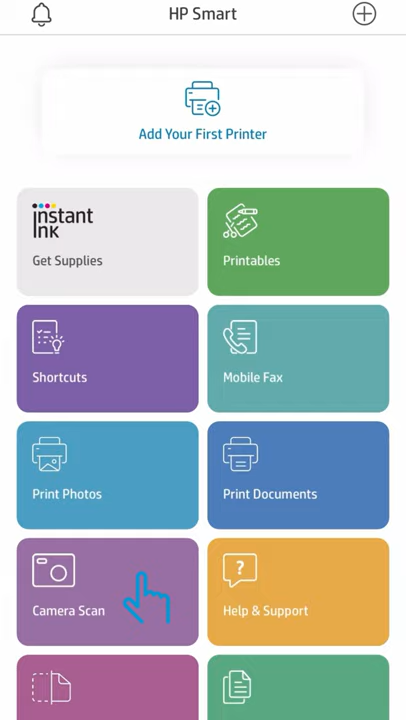 HP Smart
Add Your First Printer
instant
ink
Get Supplies
Printables
Shortcuts
Mobile Fax
Print Photos
Print Documents
Camera Scan
?
Help & Support